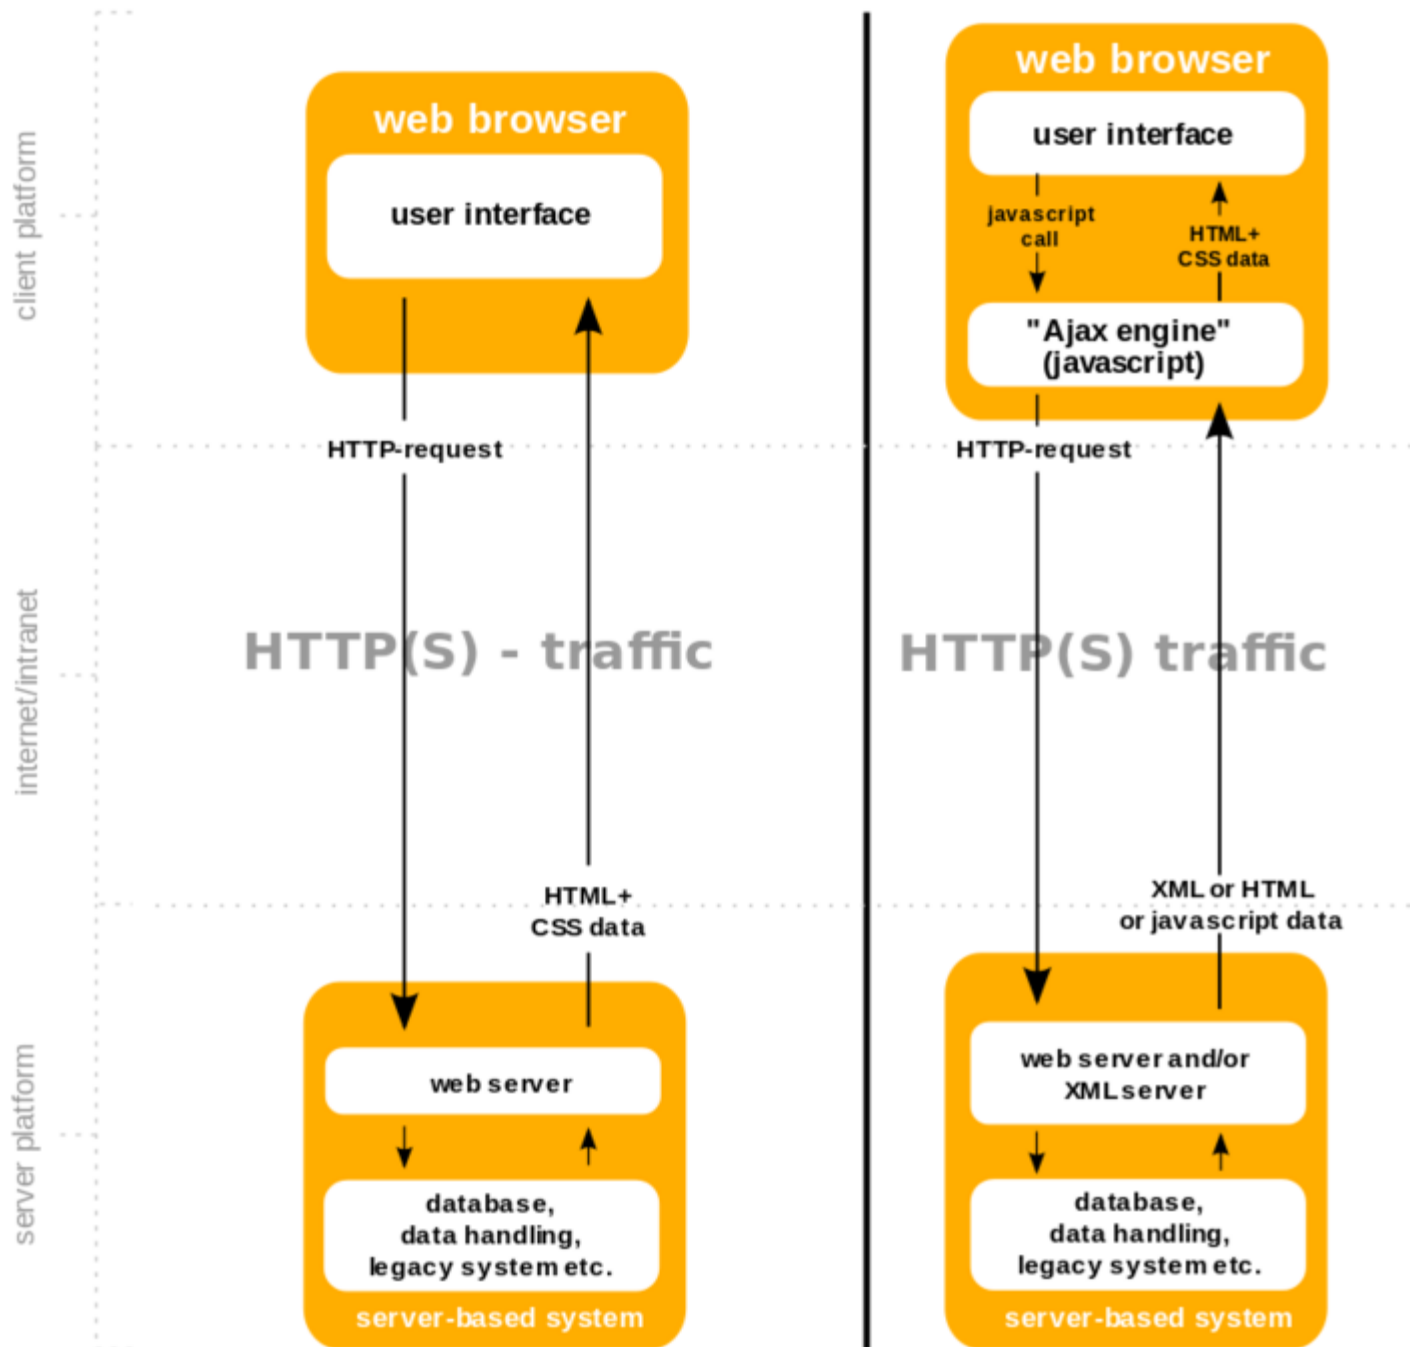 client platform
internet/intranet
server platform
web browser
user interface
HTTP-request
HTTP(S) - traffic
HTML+
CSS data
web server
database,
data handling,
legacy system etc.
server-based system
web browser
user interface
javascript
call
HTML+
CSS data
"Ajax engine"
(javascript)
HTTP-request
HTTP(S) traffic
XML or HTML
or javascript data
web server and/or
XML server
database,
data handling,
legacy system etc.
server-based system